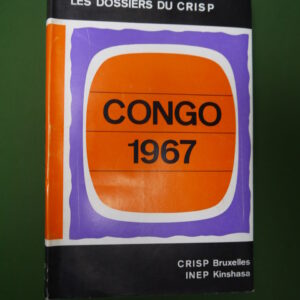 LES DOSSIERS DU CRISP
CONGO
1967
CRISP Bruxelles
INEP Kinshasa